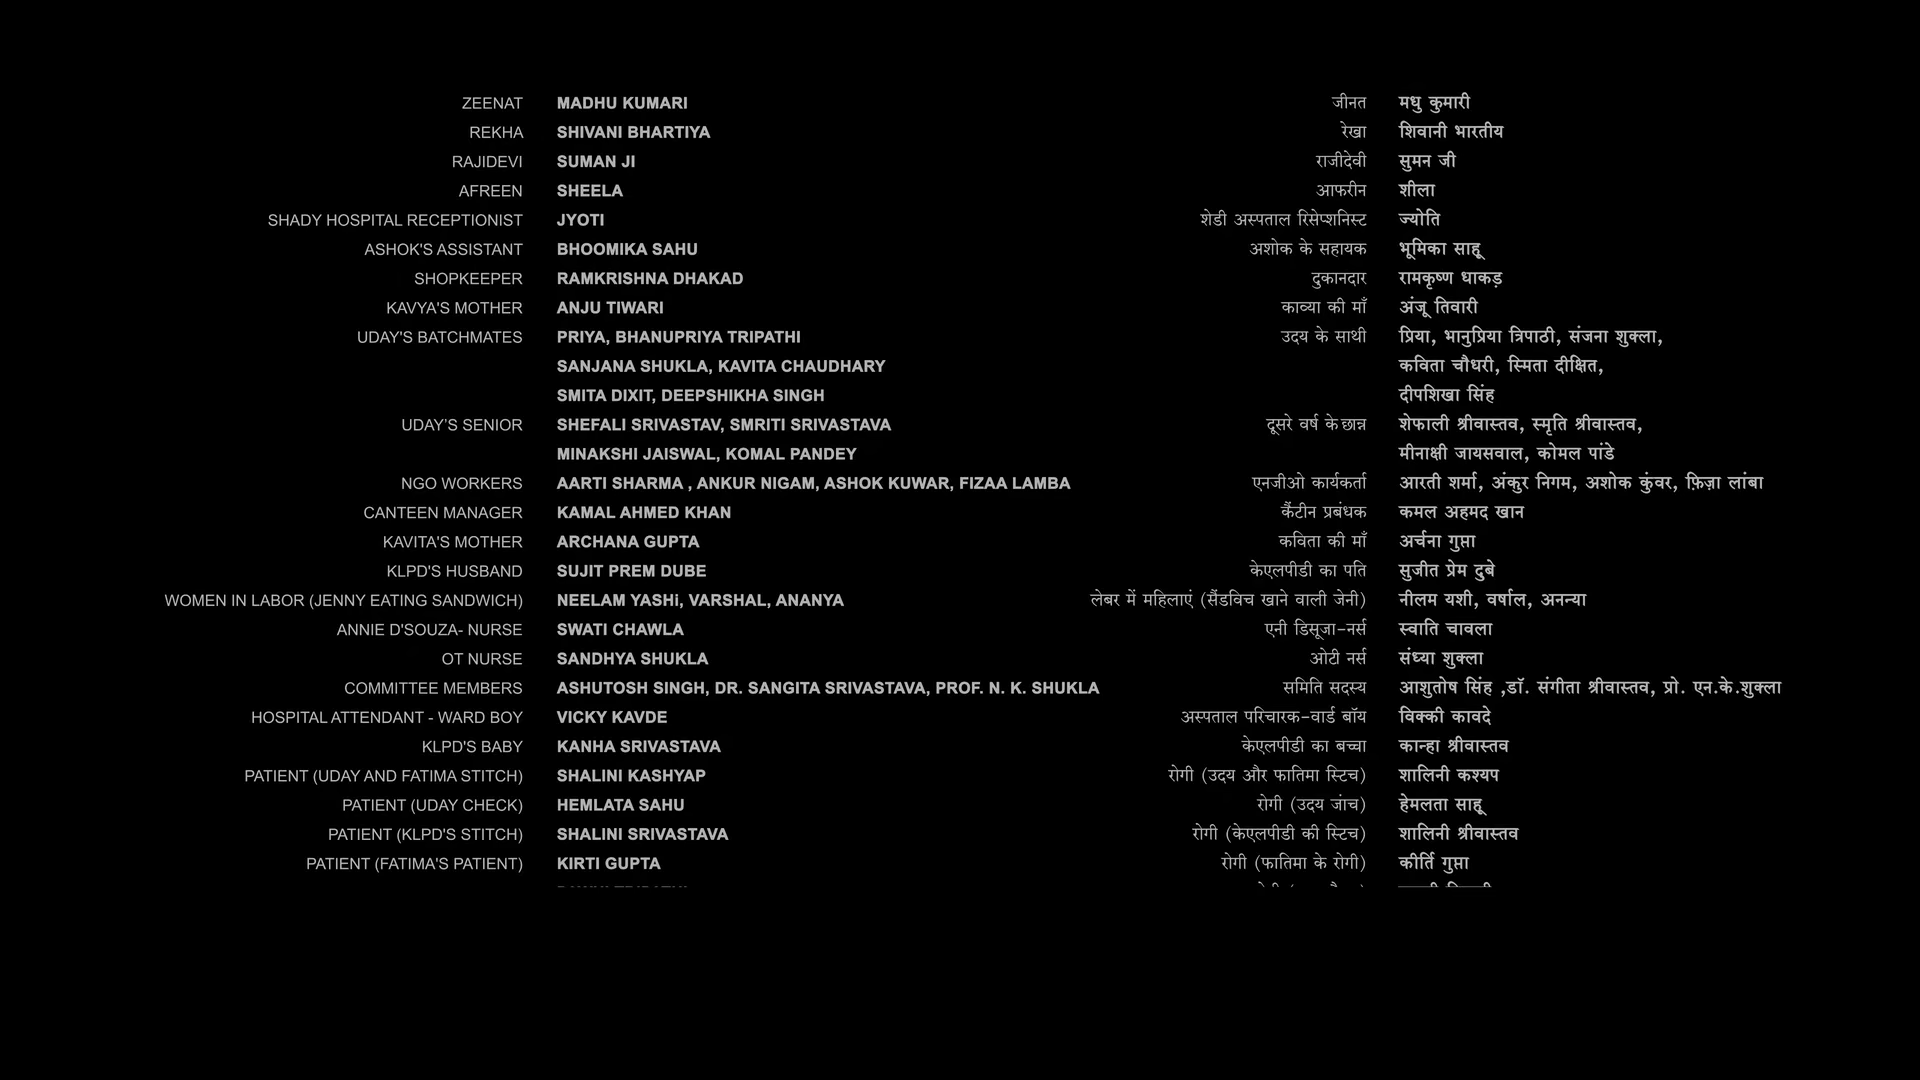 ZEENAT MADHU KUMARI जीनत मधु कुमारी
REKHA SHIVANI BHARTIYA रेखा शिवानी भारतीय
RAJIDEVI SUMAN JI राजीदेवी सुमन जी
AFREEN SHEELA आफरीन शीला
SHADY HOSPITAL RECEPTIONIST JYOTI शेडी अस्पताल रिसेप्शनिस्ट ज्योति
ASHOK'S ASSISTANT BHOOMIKA SAHU अशोक के सहायक भूमिका साहू
SHOPKEEPER RAMKRISHNA DHAKAD दुकानदार रामकृष्ण धाकड़
KAVYA'S MOTHER ANJU TIWARI काव्या की माँ अंजू तिवारी
UDAY'S BATCHMATES PRIYA, BHANUPRIYA TRIPATHI उदय के साथी प्रिया, भानुप्रिया त्रिपाठी, संजना शुक्ला,
SANJANA SHUKLA, KAVITA CHAUDHARY कविता चौधरी, स्मिता दीक्षित,
SMITA DIXIT, DEEPSHIKHA SINGH दीपशिखा सिंह
UDAY’S SENIOR SHEFALI SRIVASTAV, SMRITI SRIVASTAVA दूसरे वर्ष के छान्न शेफाली श्रीवास्तव, स्मृति श्रीवास्तव,
MINAKSHI JAISWAL, KOMAL PANDEY मीनाक्षी जायसवाल, कोमल पांडे
NGO WORKERS AARTI SHARMA , ANKUR NIGAM, ASHOK KUWAR, FIZAA LAMBA एनजीओ कार्यकर्ता आरती शर्मा, अंकुर निगम, अशोक कुंवर, फ़िज़ा लांबा
CANTEEN MANAGER KAMAL AHMED KHAN कैंटीन प्रबंधक कमल अहमद खान
KAVITA'S MOTHER ARCHANA GUPTA कविता की माँ अर्चना गुप्ता
KLPD'S HUSBAND SUJIT PREM DUBE केएलपीडी का पति सुजीत प्रेम दुबे
WOMEN IN LABOR (JENNY EATING SANDWICH) NEELAM YASHi, VARSHAL, ANANYA लेबर में महिलाएं (सैंडविच खाने वाली जेनी) नीलम यशी, वर्षाल, अनन्या
ANNIE D'SOUZA- NURSE SWATI CHAWLA एनी डिसूजा-नर्स स्वाति चावला
OT NURSE SANDHYA SHUKLA ओटी नर्स संध्या शुक्ला
COMMITTEE MEMBERS ASHUTOSH SINGH, DR. SANGITA SRIVASTAVA, PROF. N. K. SHUKLA समिति सदस्य आशुतोष सिंह ,डॉ. संगीता श्रीवास्तव, प्रो. एन.के.शुक्ला
HOSPITAL ATTENDANT - WARD BOY VICKY KAVDE अस्पताल परिचारक-वार्ड बॉय विक्की कावदे
KLPD'S BABY KANHA SRIVASTAVA केएलपीडी का बच्चा कान्हा श्रीवास्तव
PATIENT (UDAY AND FATIMA STITCH) SHALINI KASHYAP रोगी (उदय और फातिमा स्टिच) शालिनी कश्यप
PATIENT (UDAY CHECK) HEMLATA SAHU रोगी (उदय जांच) हेमलता साहू
PATIENT (KLPD'S STITCH) SHALINI SRIVASTAVA रोगी (केएलपीडी की स्टिच) शालिनी श्रीवास्तव
PATIENT (FATIMA'S PATIENT) KIRTI GUPTA रोगी (फातिमा के रोगी) कीर्ति गुप्ता